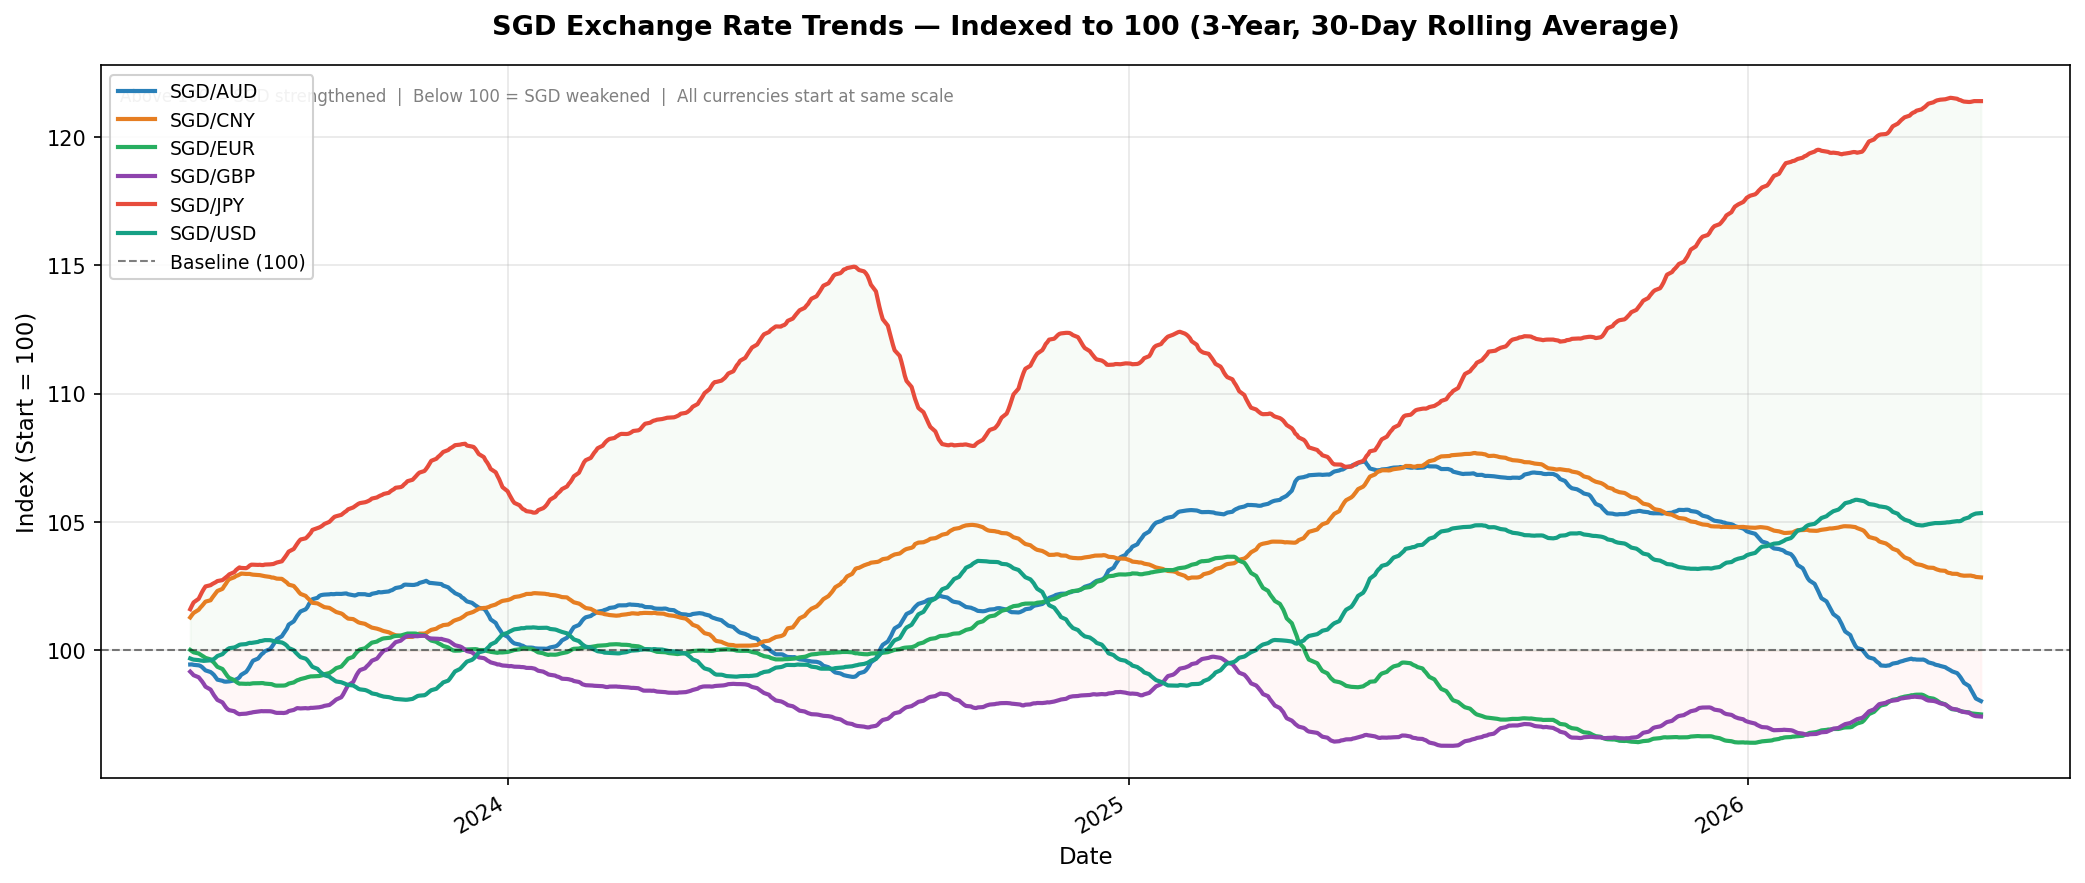 SGD Exchange Rate Trends — Indexed to 100 (3-Year, 30-Day Rolling Average)
strengthened | Below 100 = SGD weakened | All currencies start at same scale
SGD/AUD
SGD/CNY
SGD/EUR
SGD/GBP
SGD/JPY
SGD/USD
Baseline (100)
Index (Start = 100)
120
115
110
105
100
2024
2025
2026
Date